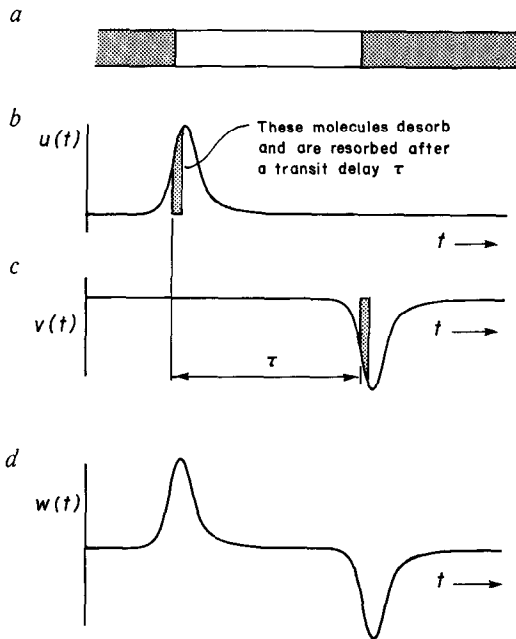 a
b
u(t)
These molecules desorb
and are resorbed after
a transit delay τ
t
c
v(t)
t
τ
d
w(t)
t